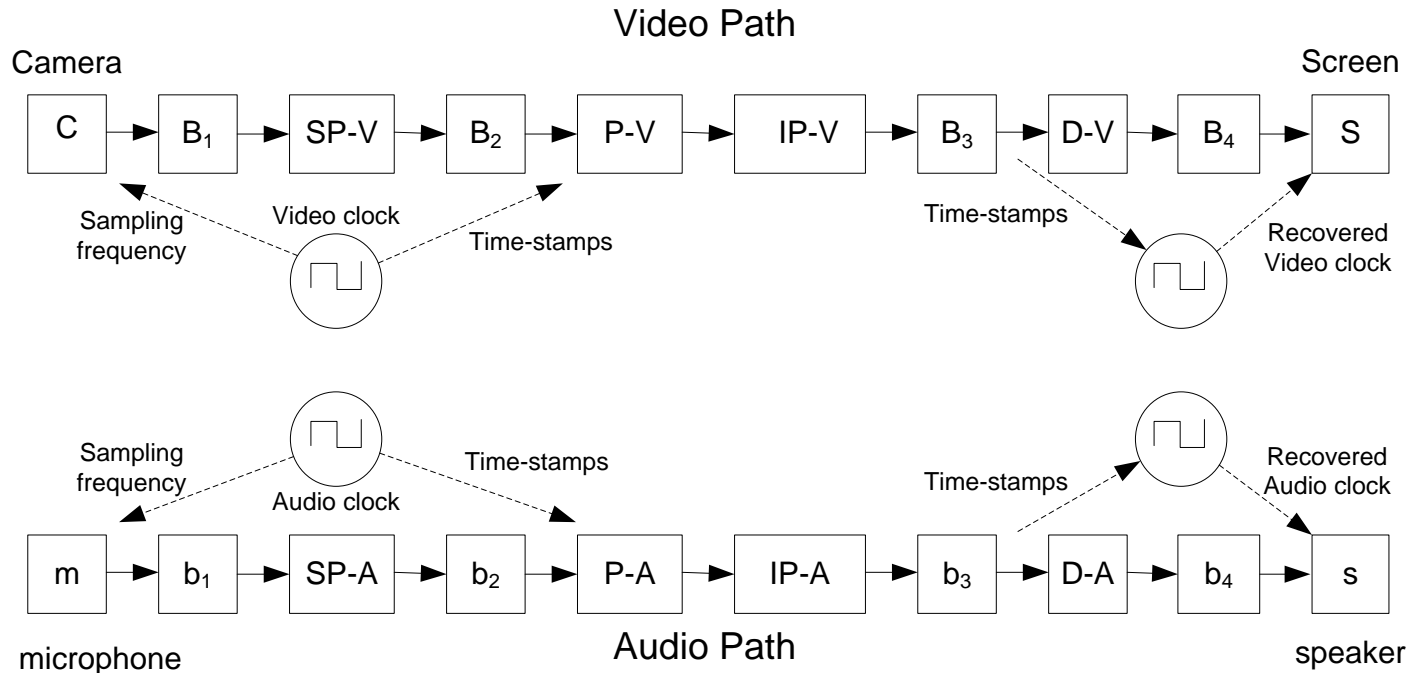 Video Path
Camera
Screen
C
B₁
SP-V
B₂
P-V
IP-V
B₃
D-V
B₄
S
Sampling
frequency
Video clock
Time-stamps
Time-stamps
Recovered
Video clock
Sampling
frequency
Audio clock
Time-stamps
Time-stamps
Recovered
Audio clock
m
b₁
SP-A
b₂
P-A
IP-A
b₃
D-A
b₄
s
microphone
Audio Path
speaker